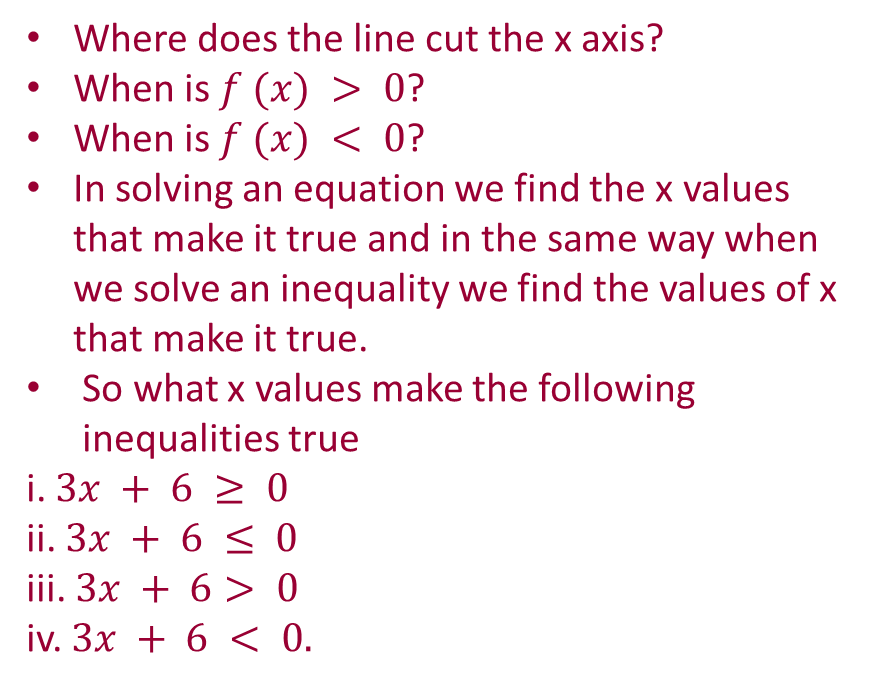 • Where does the line cut the x axis?
• When is 𝑓 (𝑥) > 0?
• When is 𝑓 (𝑥) < 0?
• In solving an equation we find the x values
that make it true and in the same way when
we solve an inequality we find the values of x
that make it true.
• So what x values make the following
inequalities true
i. 3𝑥 + 6 ≥ 0
ii. 3𝑥 + 6 ≤ 0
iii. 3𝑥 + 6 > 0
iv. 3𝑥 + 6 < 0.